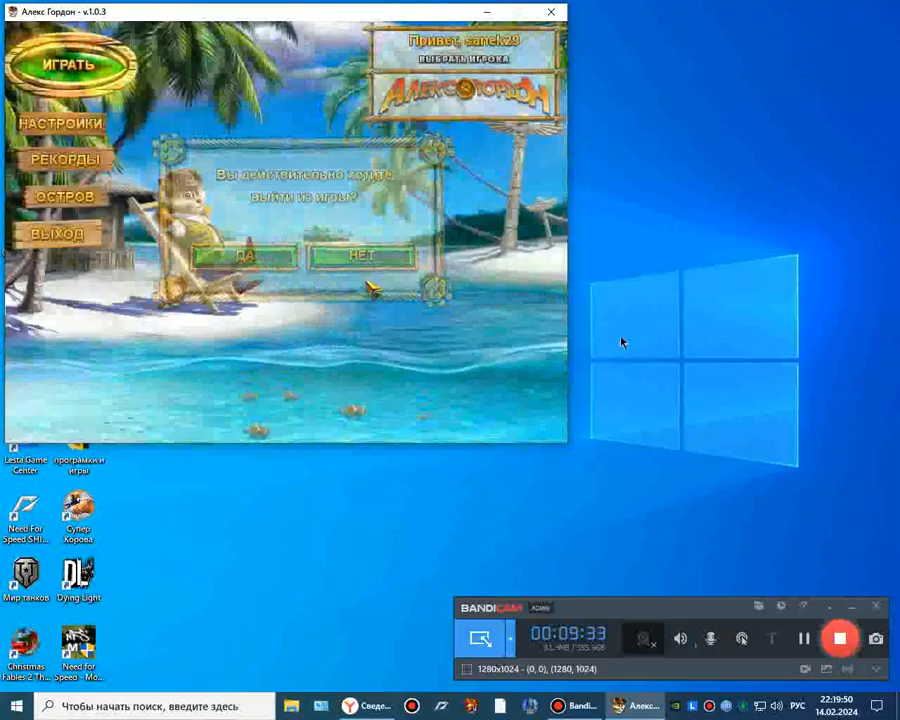 Алекс Гордон - v.1.0.3
ИГРАТЬ
Привет, sanek29
ВЫБРАТЬ ИГРОКА
АЛЕКС ГОРДОН
НАСТРОЙКИ
РЕКОРДЫ
ОСТРОВ
ВЫХОД
Вы действительно хотите
выйти из игры?
ДА
НЕТ
Lesta Game
Center
програмки и
игры
Need For
Speed SHI...
Супер
Корова
Мир танков
Dying Light
Christmas
Fables 2 Th...
Need for
Speed - Mo...
BANDICAM
00:09:33
1280x1024 - (0, 0), (1280, 1024)
Чтобы начать поиск, введите здесь
Сведе...
Bandi...
Алекс...
РУС
22:19:50
14.02.2024